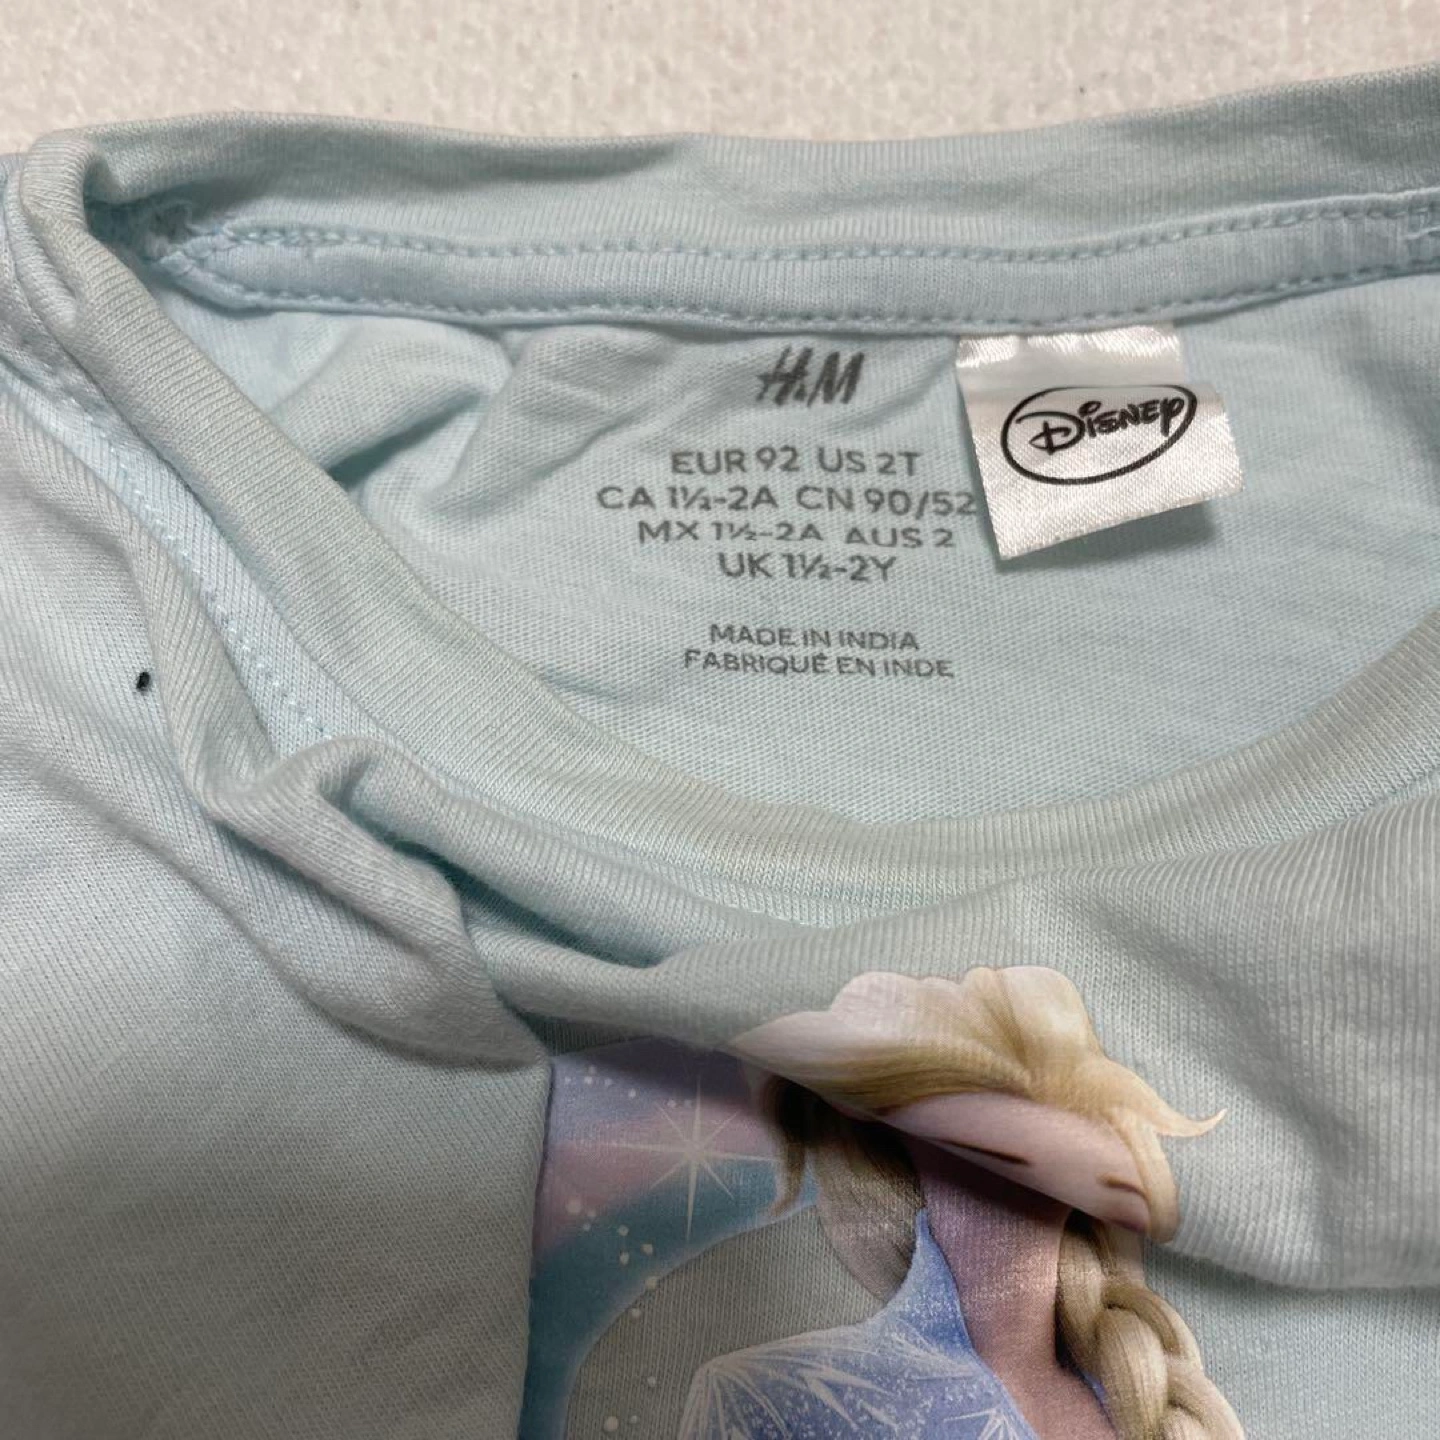 H&M
DISNEY
EUR 92 US 2T
CA 1½-2A CN 90/52
MX 1½-2A AUS 2
UK 1½-2Y
MADE IN INDIA
FABRIQUÉ EN INDE